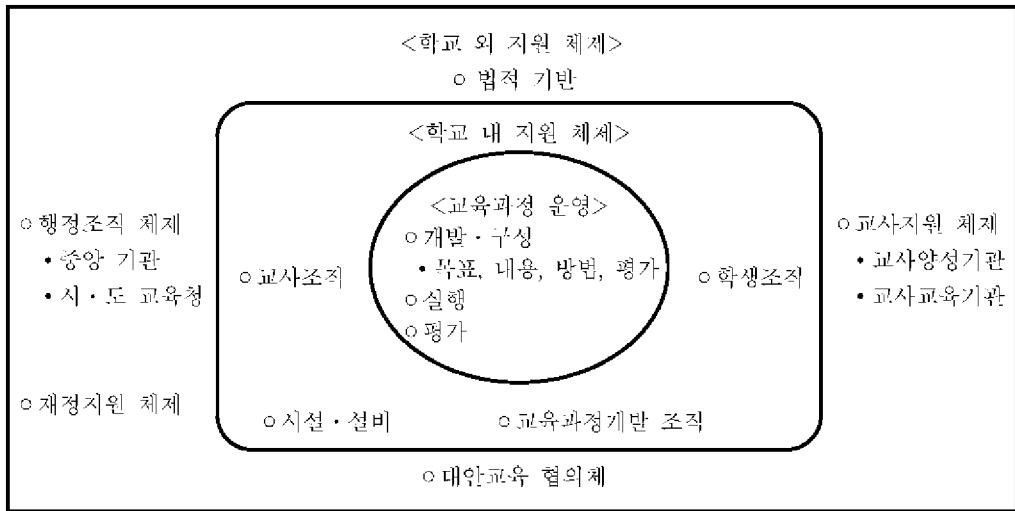 <학교 외 지원 체제>
○ 법적 기반
<학교 내 지원 체제>
<교육과정 운영>
○ 개발·구성
• 목표, 내용, 방법, 평가
○ 실행
○ 평가
○ 행정조직 체제
• 중앙 기관
• 시·도 교육청
○ 교사조직
○ 학생조직
○ 교사지원 체제
• 교사양성기관
• 교사교육기관
○ 재정지원 체제
○ 시설·설비
○ 교육과정개발 조직
○ 대안교육 협의체